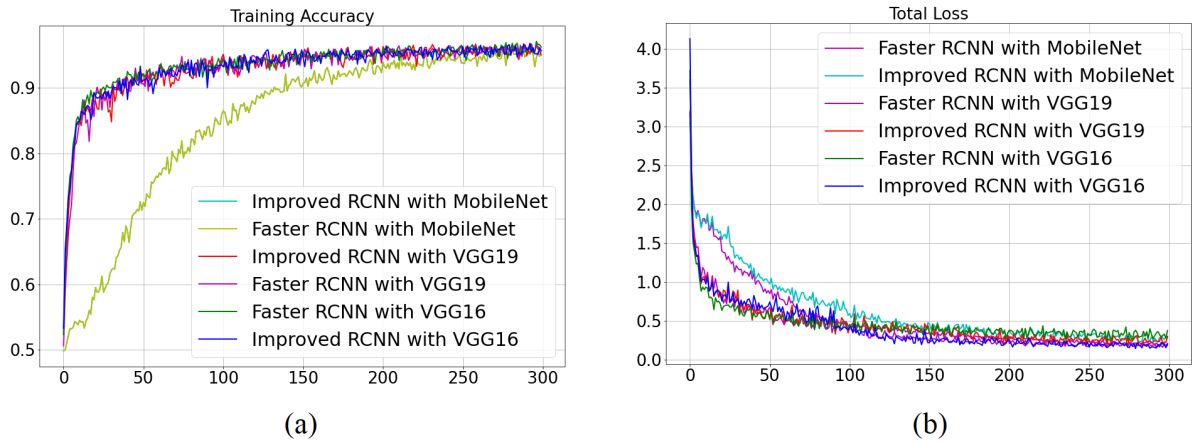 Training Accuracy
0.9
0.8
0.7
0.6
0.5
0
50
100
150
200
250
300
Improved RCNN with MobileNet
Faster RCNN with MobileNet
Improved RCNN with VGG19
Faster RCNN with VGG19
Faster RCNN with VGG16
Improved RCNN with VGG16
(a)
Total Loss
4.0
3.5
3.0
2.5
2.0
1.5
1.0
0.5
0.0
0
50
100
150
200
250
300
Faster RCNN with MobileNet
Improved RCNN with MobileNet
Faster RCNN with VGG19
Improved RCNN with VGG19
Faster RCNN with VGG16
Improved RCNN with VGG16
(b)